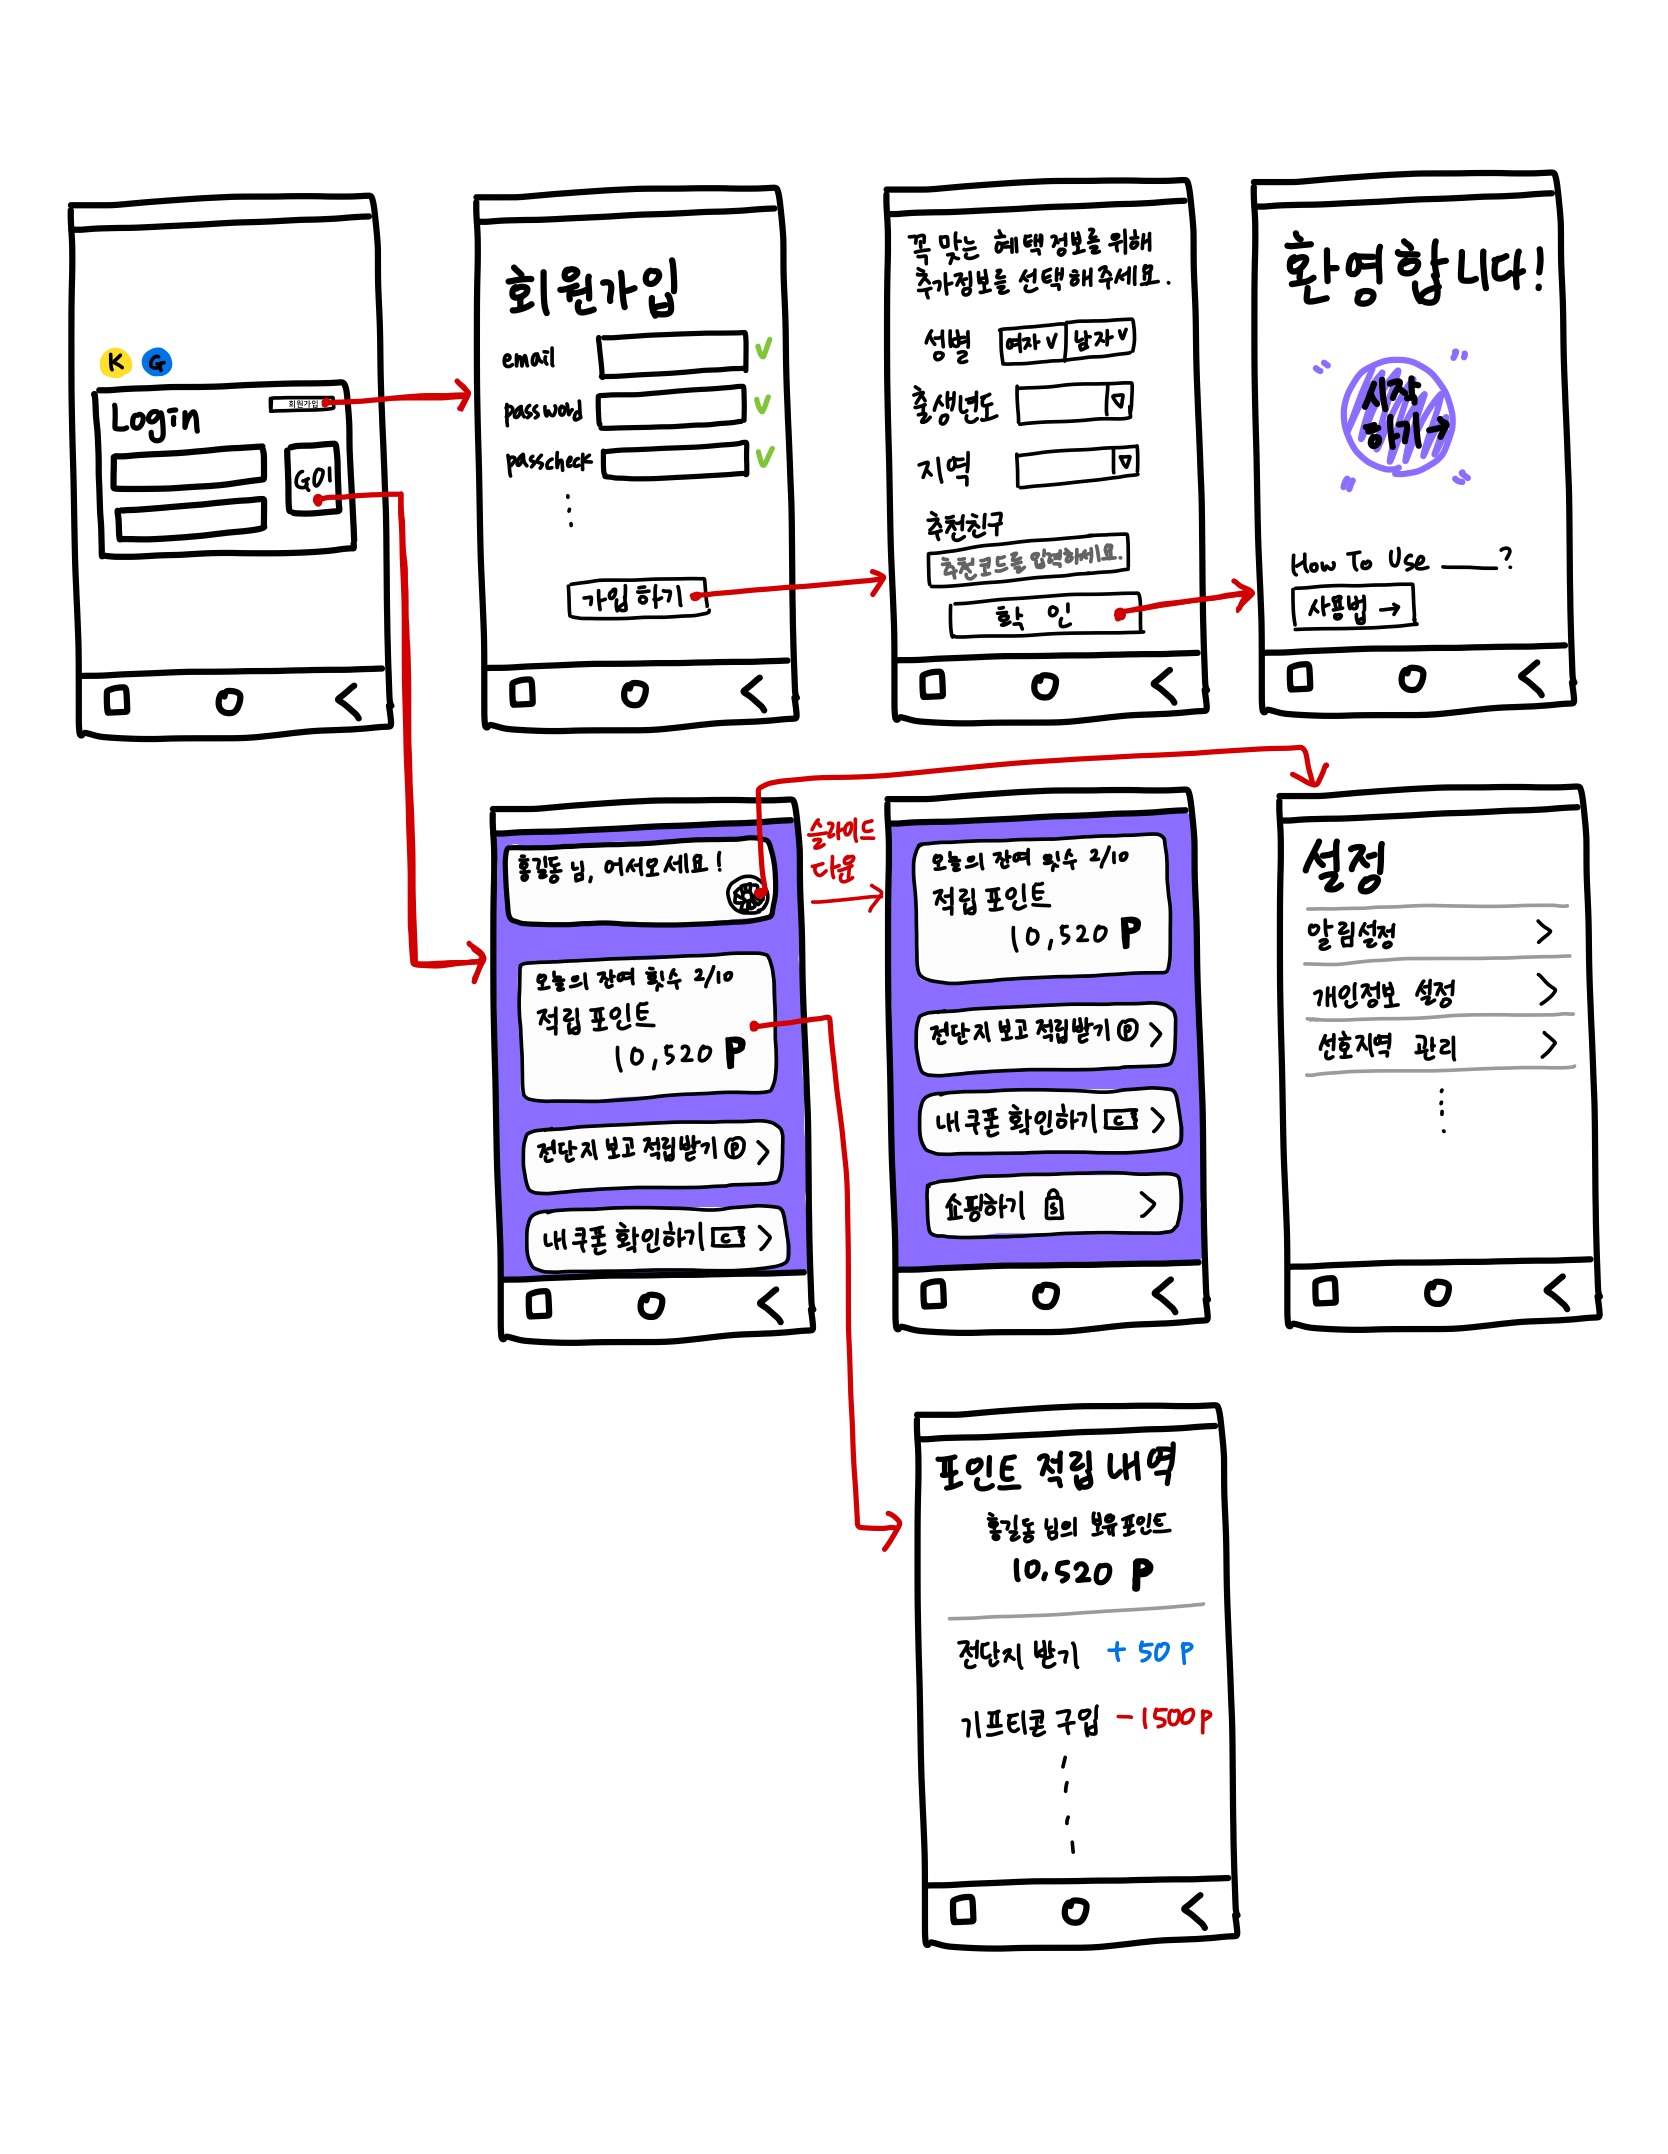 K G
Login
회원가입
GO!
회원가입
email
password
passcheck
가입하기
꼭 맞는 혜택정보를 위해
추가정보를 선택해주세요.
성별 여자 v 남자 v
출생년도
지역
추천친구
추천코드를 입력하세요.
확 인
환영합니다!
시작
하기→
How To Use ____?
사용법 →
홍길동 님, 어서오세요!
오늘의 잔여 횟수 2/10
적립 포인트
10,520 P
전단지 보고 적립받기 P >
내 쿠폰 확인하기 C >
슬라이드
다운
오늘의 잔여 횟수 2/10
적립 포인트
10,520 P
전단지 보고 적립받기 P >
내 쿠폰 확인하기 C >
쇼핑하기 S >
설정
알림설정 >
개인정보 설정 >
선호지역 관리 >
포인트 적립 내역
홍길동 님의 보유 포인트
10,520 P
전단지 받기 + 50 P
기프티콘 구입 - 1500 P